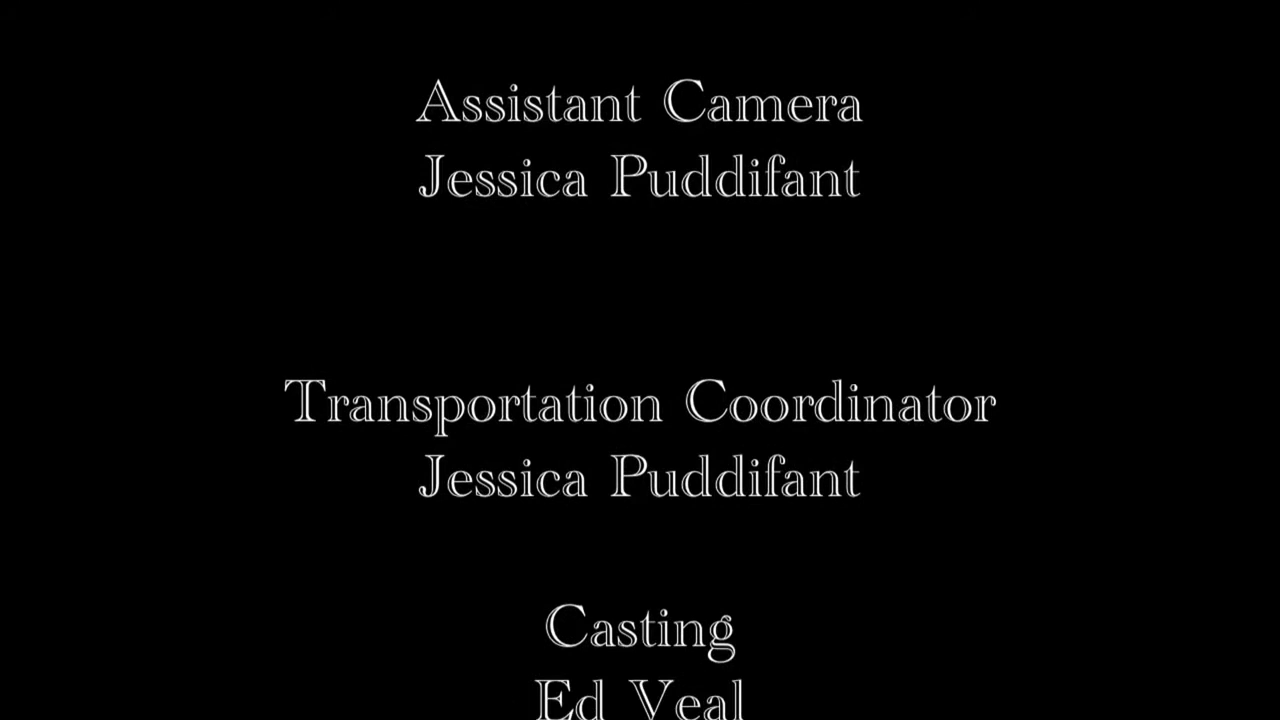 Assistant Camera
Jessica Puddifant
Transportation Coordinator
Jessica Puddifant
Casting
Ed Veal